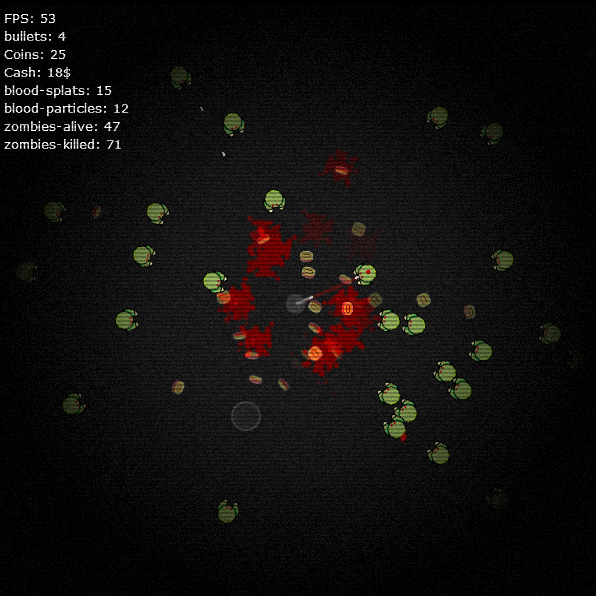 FPS: 53
bullets: 4
Coins: 25
Cash: 18$
blood-splats: 15
blood-particles: 12
zombies-alive: 47
zombies-killed: 71